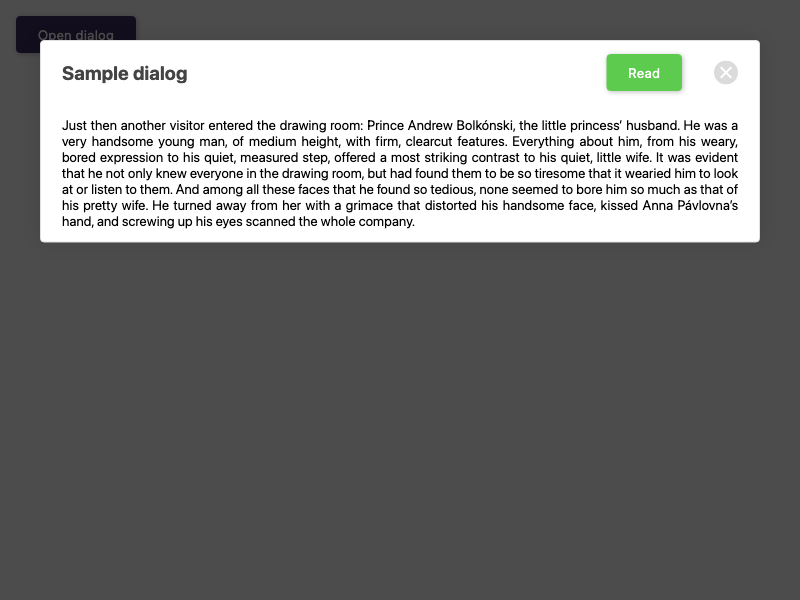 Open dialog
Sample dialog
Read
Just then another visitor entered the drawing room: Prince Andrew Bolkónski, the little princess’ husband. He was a
very handsome young man, of medium height, with firm, clearcut features. Everything about him, from his weary,
bored expression to his quiet, measured step, offered a most striking contrast to his quiet, little wife. It was evident
that he not only knew everyone in the drawing room, but had found them to be so tiresome that it wearied him to look
at or listen to them. And among all these faces that he found so tedious, none seemed to bore him so much as that of
his pretty wife. He turned away from her with a grimace that distorted his handsome face, kissed Anna Pávlovna’s
hand, and screwing up his eyes scanned the whole company.